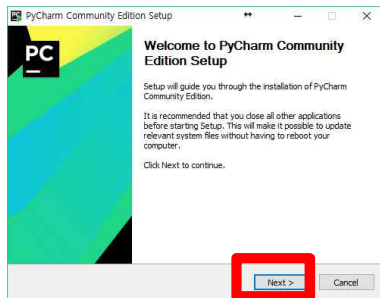 PyCharm Community Edition Setup
PC
Welcome to PyCharm Community
Edition Setup
Setup will guide you through the installation of PyCharm
Community Edition.
It is recommended that you close all other applications
before starting Setup. This will make it possible to update
relevant system files without having to reboot your
computer.
Click Next to continue.
Next > Cancel